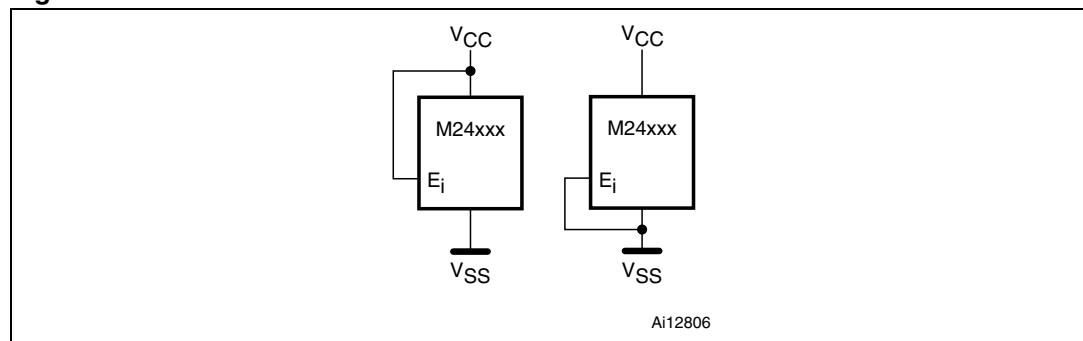 VCC VCC
M24xxx M24xxx
Ei Ei
VSS VSS
Ai12806